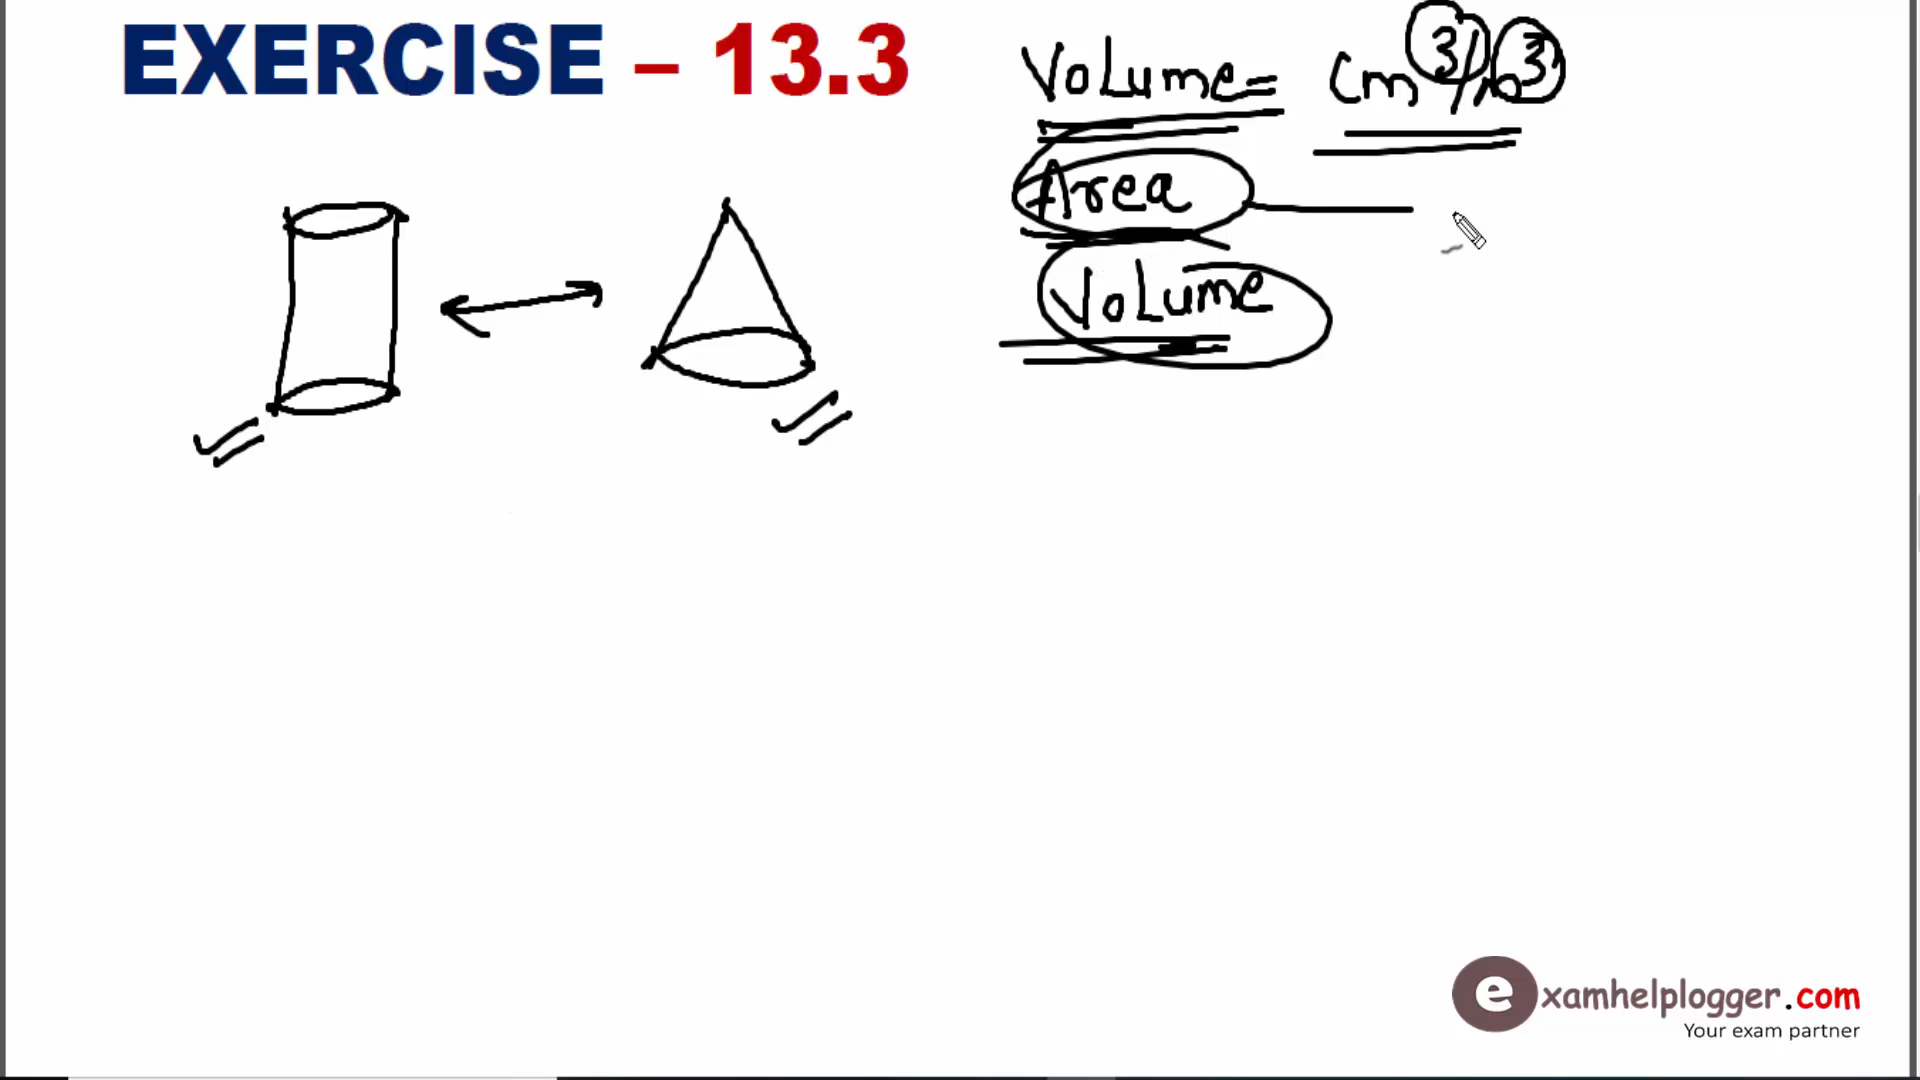 EXERCISE – 13.3
Volume = cm³/m³
Area
Volume
examhelplogger.com
Your exam partner